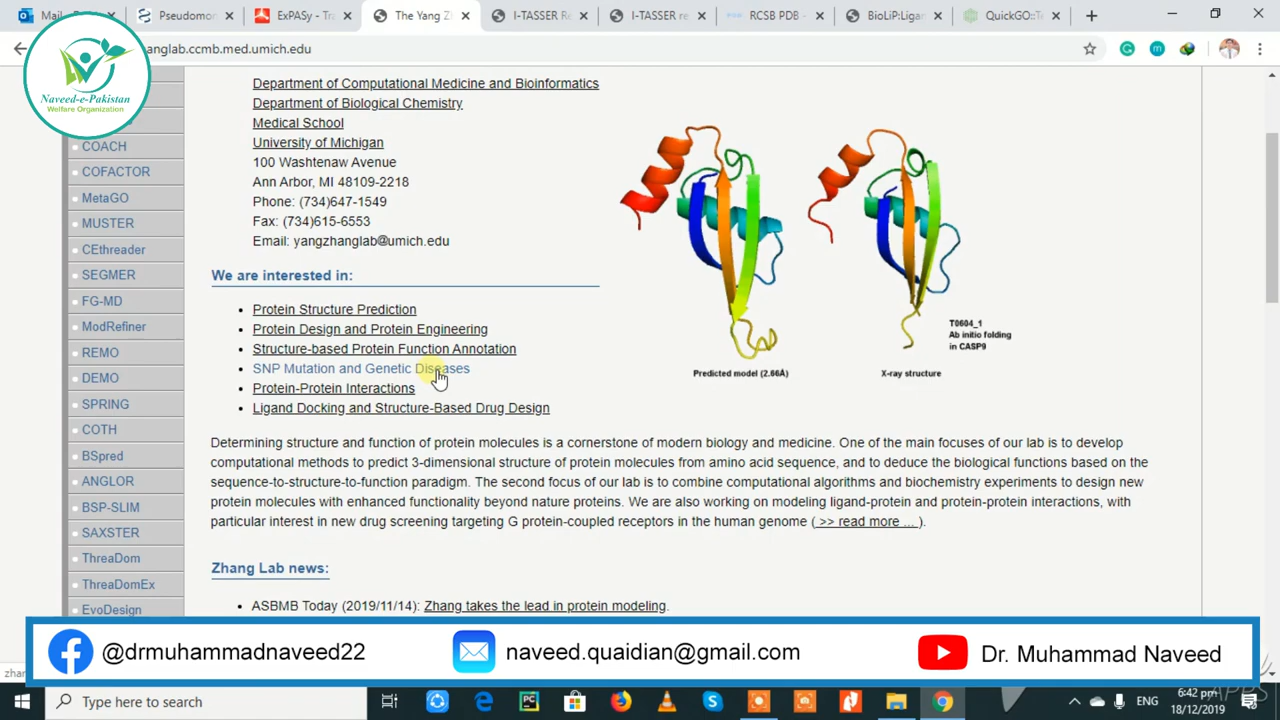 Mail
Pseudomon
ExPASy - Tra
The Yang Zh
I-TASSER Re
I-TASSER re
RCSB PDB -
BioLiP:Ligan
QuickGO::Te
anglab.ccmb.med.umich.edu
Naveed-e-Pakistan
Welfare Organization
COACH
COFACTOR
MetaGO
MUSTER
CEthreader
SEGMER
FG-MD
ModRefiner
REMO
DEMO
SPRING
COTH
BSpred
ANGLOR
BSP-SLIM
SAXSTER
ThreaDom
ThreaDomEx
EvoDesign
Department of Computational Medicine and Bioinformatics
Department of Biological Chemistry
Medical School
University of Michigan
100 Washtenaw Avenue
Ann Arbor, MI 48109-2218
Phone: (734)647-1549
Fax: (734)615-6553
Email: yangzhanglab@umich.edu
We are interested in:
Protein Structure Prediction
Protein Design and Protein Engineering
Structure-based Protein Function Annotation
SNP Mutation and Genetic Diseases
Protein-Protein Interactions
Ligand Docking and Structure-Based Drug Design
T0604_1
Ab initio folding
in CASP9
Predicted model (2.66Å)
X-ray structure
Determining structure and function of protein molecules is a cornerstone of modern biology and medicine. One of the main focuses of our lab is to develop
computational methods to predict 3-dimensional structure of protein molecules from amino acid sequence, and to deduce the biological functions based on the
sequence-to-structure-to-function paradigm. The second focus of our lab is to combine computational algorithms and biochemistry experiments to design new
protein molecules with enhanced functionality beyond nature proteins. We are also working on modeling ligand-protein and protein-protein interactions, with
particular interest in new drug screening targeting G protein-coupled receptors in the human genome ( >> read more ... ).
Zhang Lab news:
ASBMB Today (2019/11/14): Zhang takes the lead in protein modeling.
@drmuhammadnaveed22
naveed.quaidian@gmail.com
Dr. Muhammad Naveed
zhan
Type here to search
ENG
6:42 pm
18/12/2019